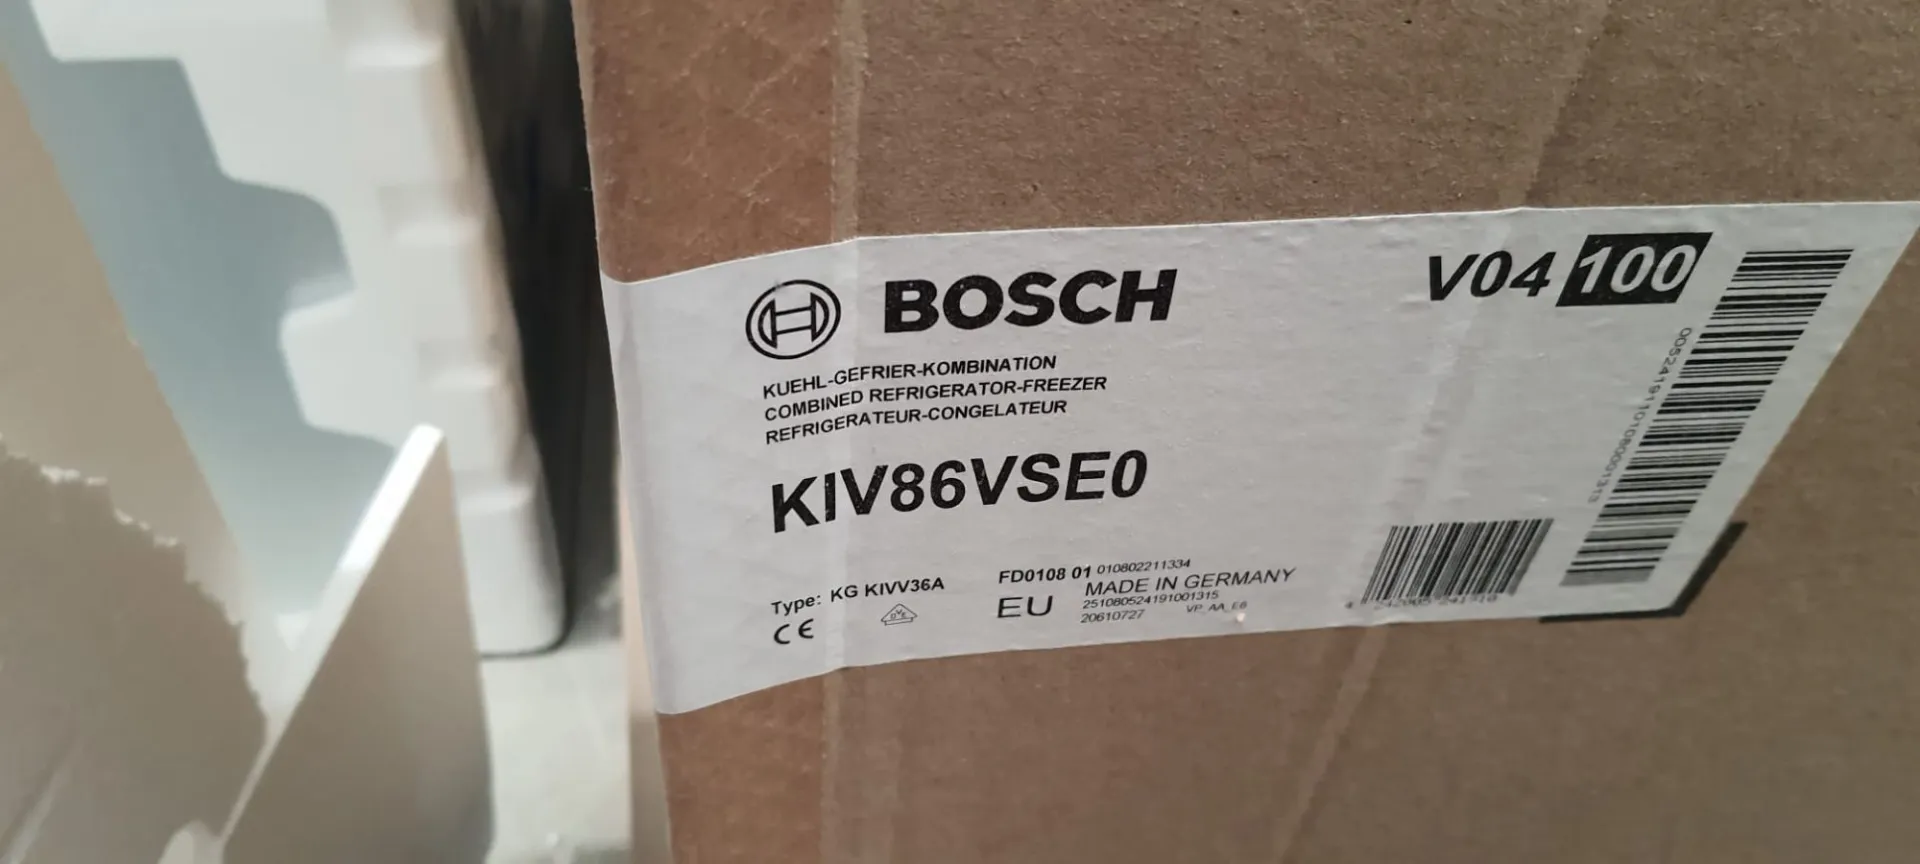 BOSCH
V04 100
KUEHL-GEFRIER-KOMBINATION
COMBINED REFRIGERATOR-FREEZER
REFRIGERATEUR-CONGELATEUR
KIV86VSE0
Type: KG KIVV36A
FD0108 01 010802211334
MADE IN GERMANY
EU
251080524191001315
20610727
VP_AA_E6
CE